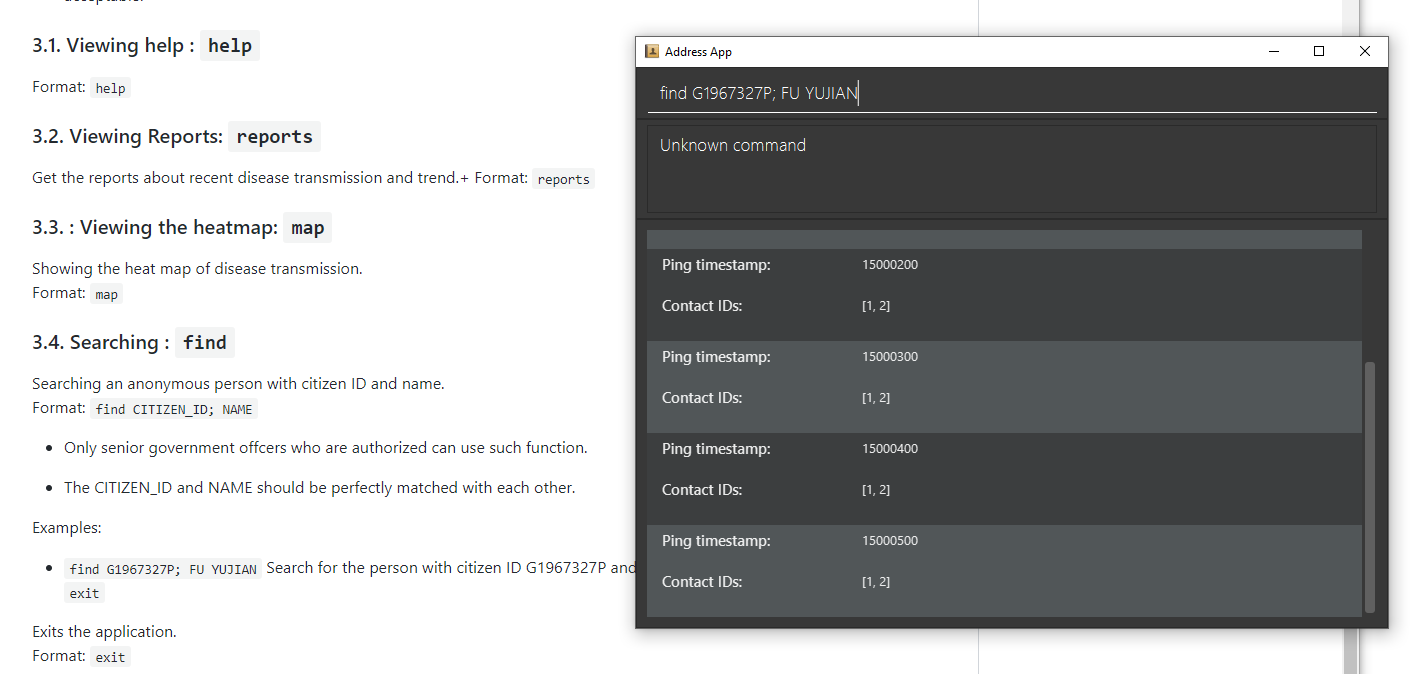 3.1. Viewing help : help
Format: help
3.2. Viewing Reports: reports
Get the reports about recent disease transmission and trend.+ Format: reports
3.3. : Viewing the heatmap: map
Showing the heat map of disease transmission.
Format: map
3.4. Searching : find
Searching an anonymous person with citizen ID and name.
Format: find CITIZEN_ID; NAME
• Only senior government offcers who are authorized can use such function.
• The CITIZEN_ID and NAME should be perfectly matched with each other.
Examples:
• find G1967327P; FU YUJIAN Search for the person with citizen ID G1967327P and
exit
Exits the application.
Format: exit
Address App
find G1967327P; FU YUJIAN
Unknown command
Ping timestamp: 15000200
Contact IDs: [1, 2]
Ping timestamp: 15000300
Contact IDs: [1, 2]
Ping timestamp: 15000400
Contact IDs: [1, 2]
Ping timestamp: 15000500
Contact IDs: [1, 2]